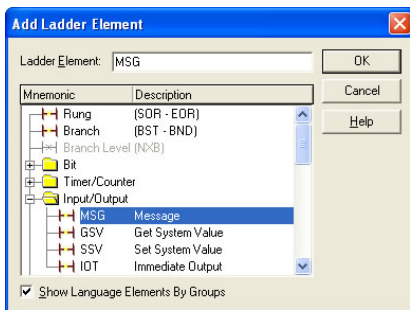 Add Ladder Element
Ladder Element: MSG
OK
Mnemonic Description
Cancel
Rung (SOR - EOR)
Branch (BST - BND)
Help
Branch Level (NXB)
Bit
Timer/Counter
Input/Output
MSG Message
GSV Get System Value
SSV Set System Value
IOT Immediate Output
Show Language Elements By Groups